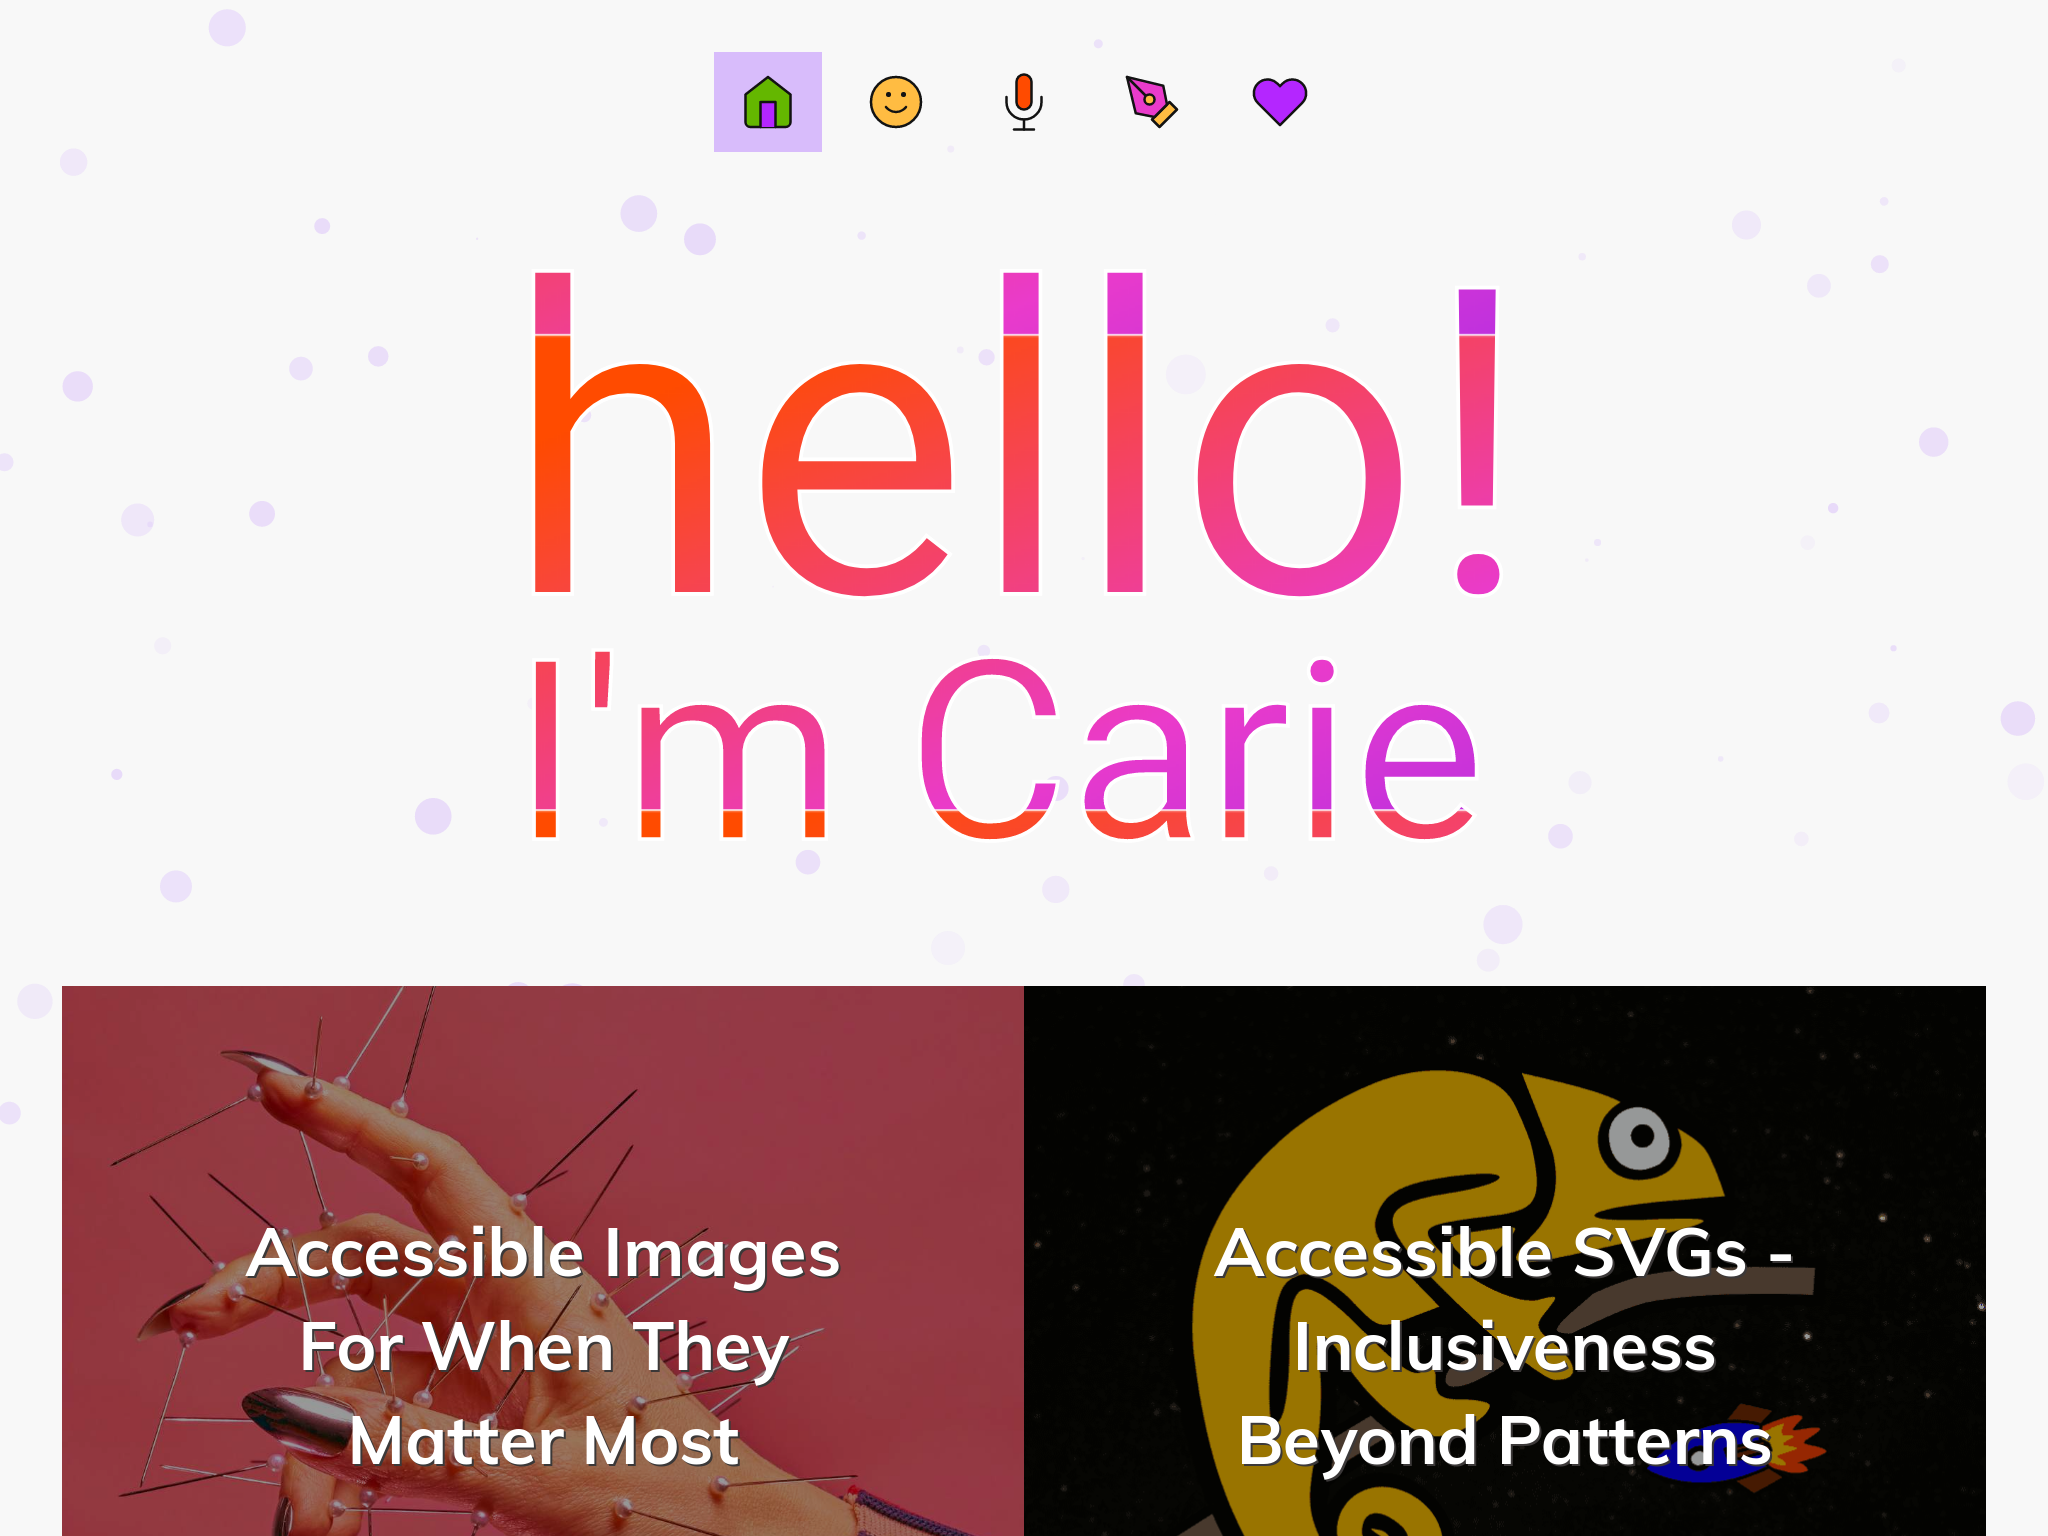 hello!
I'm Carie
Accessible Images
For When They
Matter Most
Accessible SVGs -
Inclusiveness
Beyond Patterns